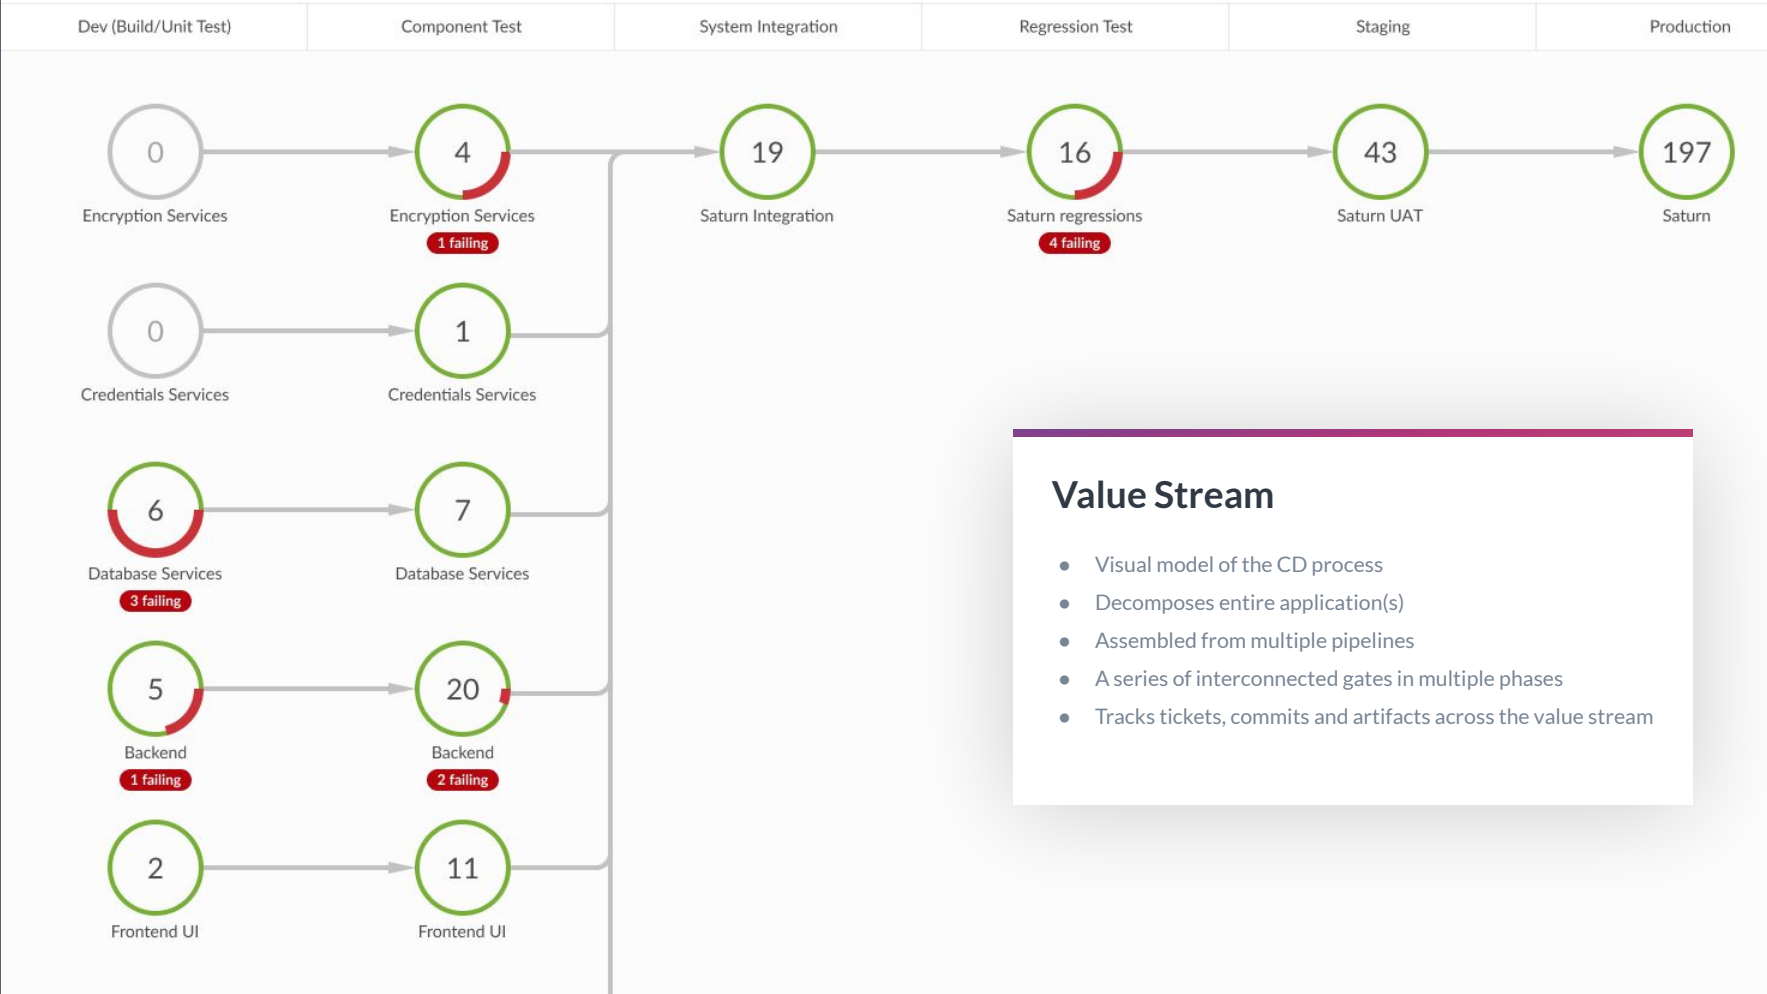 Dev (Build/Unit Test) Component Test System Integration Regression Test Staging Production
0 4 19 16 43 197
Encryption Services Encryption Services Saturn Integration Saturn regressions Saturn UAT Saturn
1 failing 4 failing
0 1
Credentials Services Credentials Services
6 7
Database Services Database Services
3 failing
5 20
Backend Backend
1 failing 2 failing
2 11
Frontend UI Frontend UI
Value Stream
● Visual model of the CD process
● Decomposes entire application(s)
● Assembled from multiple pipelines
● A series of interconnected gates in multiple phases
● Tracks tickets, commits and artifacts across the value stream